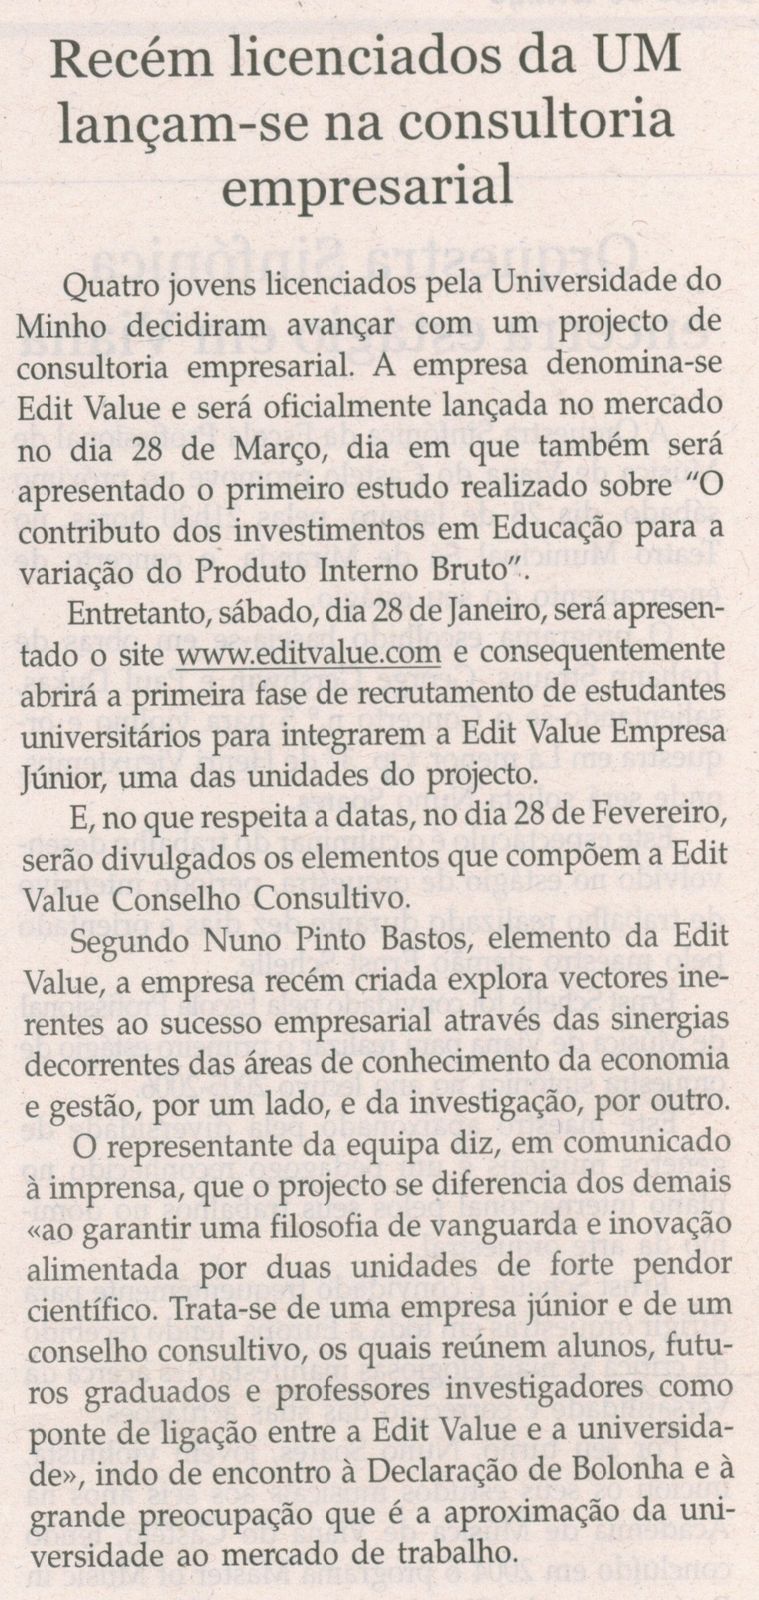 Recém licenciados da UM
lançam-se na consultoria
empresarial
Quatro jovens licenciados pela Universidade do
Minho decidiram avançar com um projecto de
consultoria empresarial. A empresa denomina-se
Edit Value e será oficialmente lançada no mercado
no dia 28 de Março, dia em que também será
apresentado o primeiro estudo realizado sobre “O
contributo dos investimentos em Educação para a
variação do Produto Interno Bruto”.
Entretanto, sábado, dia 28 de Janeiro, será apresen-
tado o site www.editvalue.com e consequentemente
abrirá a primeira fase de recrutamento de estudantes
universitários para integrarem a Edit Value Empresa
Júnior, uma das unidades do projecto.
E, no que respeita a datas, no dia 28 de Fevereiro,
serão divulgados os elementos que compõem a Edit
Value Conselho Consultivo.
Segundo Nuno Pinto Bastos, elemento da Edit
Value, a empresa recém criada explora vectores ine-
rentes ao sucesso empresarial através das sinergias
decorrentes das áreas de conhecimento da economia
e gestão, por um lado, e da investigação, por outro.
O representante da equipa diz, em comunicado
à imprensa, que o projecto se diferencia dos demais
«ao garantir uma filosofia de vanguarda e inovação
alimentada por duas unidades de forte pendor
científico. Trata-se de uma empresa júnior e de um
conselho consultivo, os quais reúnem alunos, futu-
ros graduados e professores investigadores como
ponte de ligação entre a Edit Value e a universida-
de», indo de encontro à Declaração de Bolonha e à
grande preocupação que é a aproximação da uni-
versidade ao mercado de trabalho.